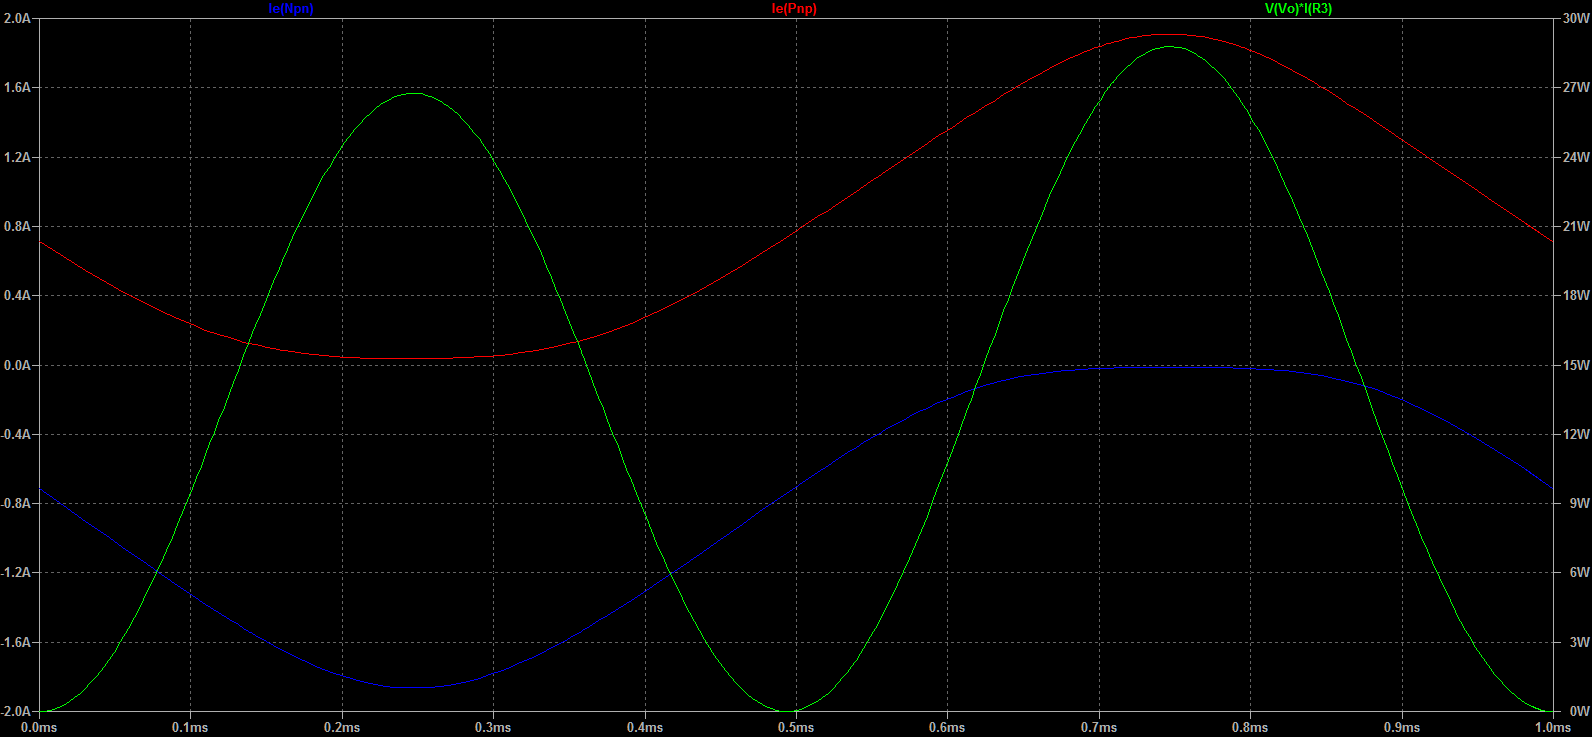 Ie(Npn) Ie(Pnp) V(Vo)*I(R3)
2.0A 30W
1.6A 27W
1.2A 24W
0.8A 21W
0.4A 18W
0.0A 15W
-0.4A 12W
-0.8A 9W
-1.2A 6W
-1.6A 3W
-2.0A 0W
0.0ms 0.1ms 0.2ms 0.3ms 0.4ms 0.5ms 0.6ms 0.7ms 0.8ms 0.9ms 1.0ms